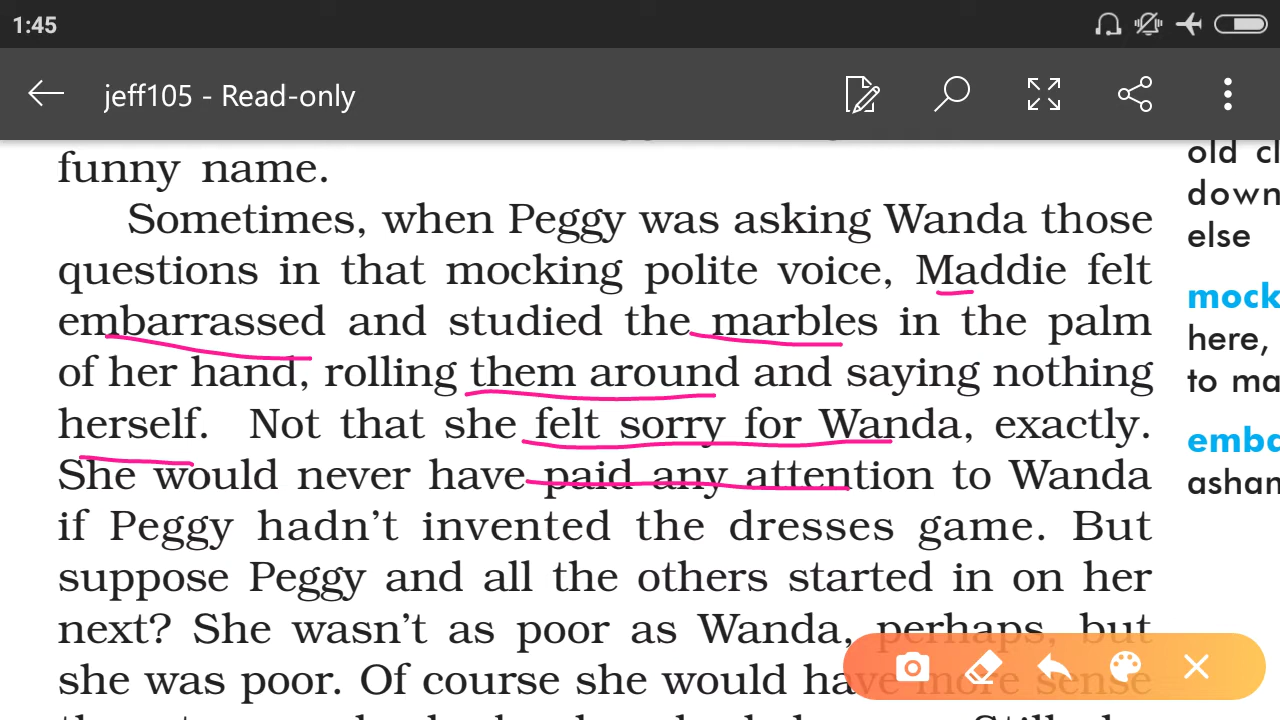 1:45
jeff105 - Read-only
funny name.
Sometimes, when Peggy was asking Wanda those
questions in that mocking polite voice, Maddie felt
embarrassed and studied the marbles in the palm
of her hand, rolling them around and saying nothing
herself. Not that she felt sorry for Wanda, exactly.
She would never have paid any attention to Wanda
if Peggy hadn't invented the dresses game. But
suppose Peggy and all the others started in on her
next? She wasn't as poor as Wanda, perhaps, but
she was poor. Of course she would have more sense
old cl
down
else
mock
here,
to ma
emba
ashan